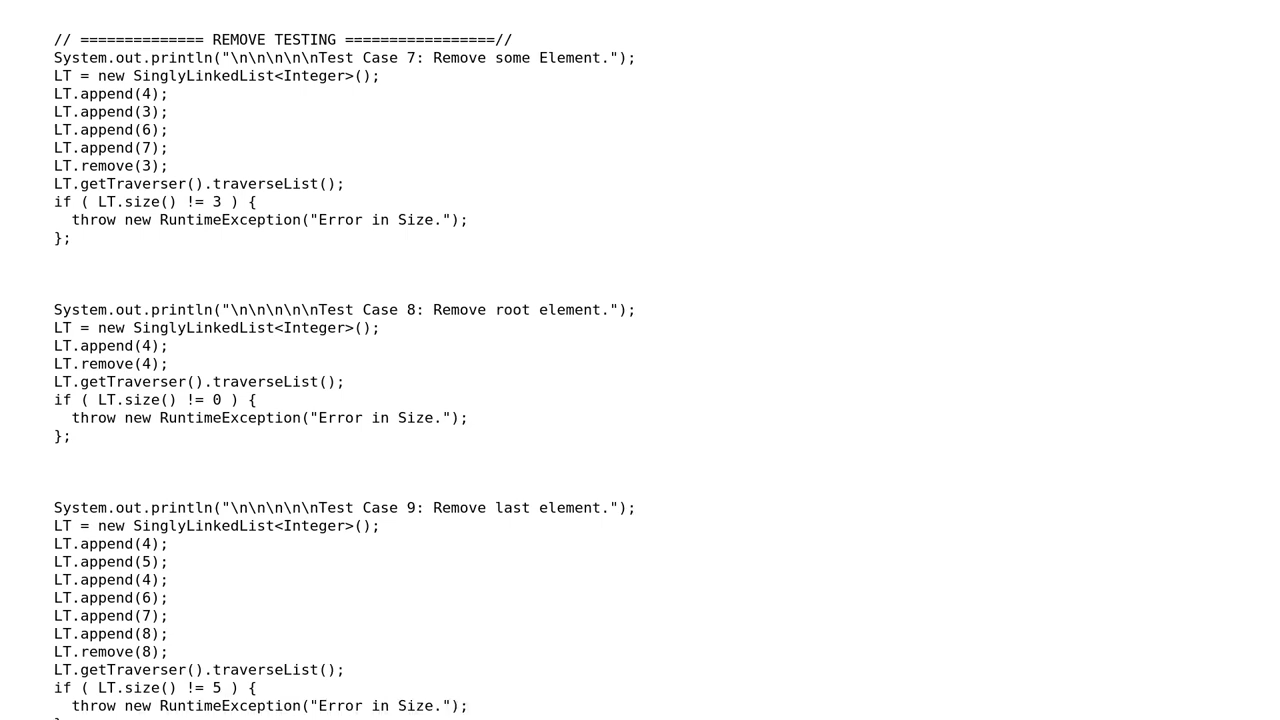 // ============== REMOVE TESTING =================//
System.out.println("\n\n\n\n\nTest Case 7: Remove some Element.");
LT = new SinglyLinkedList<Integer>();
LT.append(4);
LT.append(3);
LT.append(6);
LT.append(7);
LT.remove(3);
LT.getTraverser().traverseList();
if ( LT.size() != 3 ) {
  throw new RuntimeException("Error in Size.");
};
System.out.println("\n\n\n\n\nTest Case 8: Remove root element.");
LT = new SinglyLinkedList<Integer>();
LT.append(4);
LT.remove(4);
LT.getTraverser().traverseList();
if ( LT.size() != 0 ) {
  throw new RuntimeException("Error in Size.");
};
System.out.println("\n\n\n\n\nTest Case 9: Remove last element.");
LT = new SinglyLinkedList<Integer>();
LT.append(4);
LT.append(5);
LT.append(4);
LT.append(6);
LT.append(7);
LT.append(8);
LT.remove(8);
LT.getTraverser().traverseList();
if ( LT.size() != 5 ) {
  throw new RuntimeException("Error in Size.");